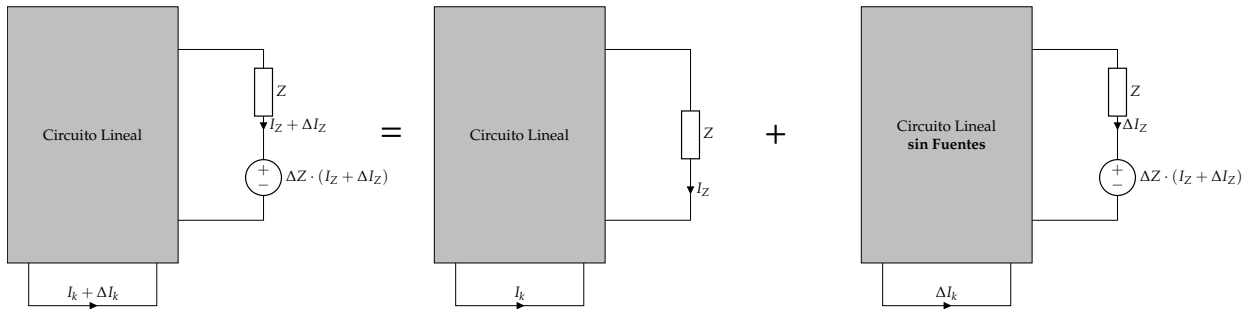 Circuito Lineal
Z
I_Z + ΔI_Z
+
−
ΔZ · (I_Z + ΔI_Z)
I_k + ΔI_k
=
Circuito Lineal
Z
I_Z
I_k
+
Circuito Lineal
sin Fuentes
Z
ΔI_Z
+
−
ΔZ · (I_Z + ΔI_Z)
ΔI_k